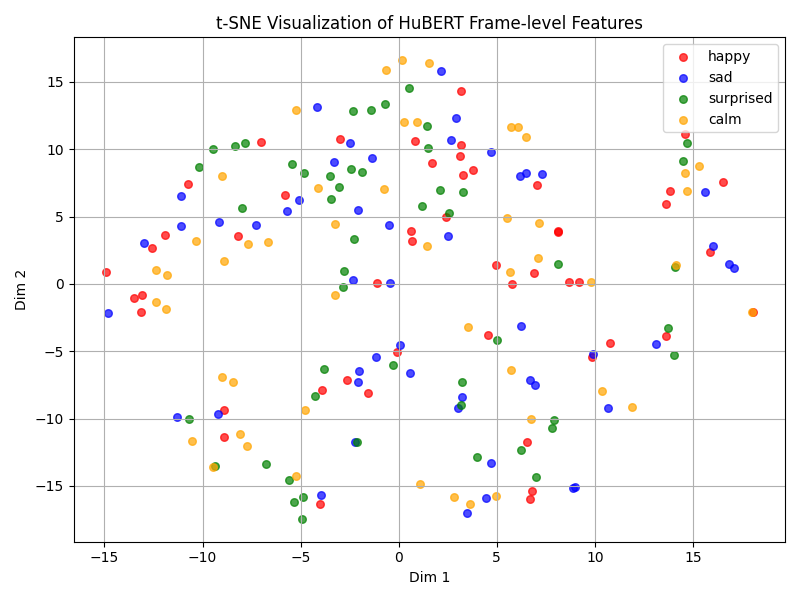 t-SNE Visualization of HuBERT Frame-level Features
happy
sad
surprised
calm
Dim 2
15
10
5
0
−5
−10
−15
−15
−10
−5
0
5
10
15
Dim 1